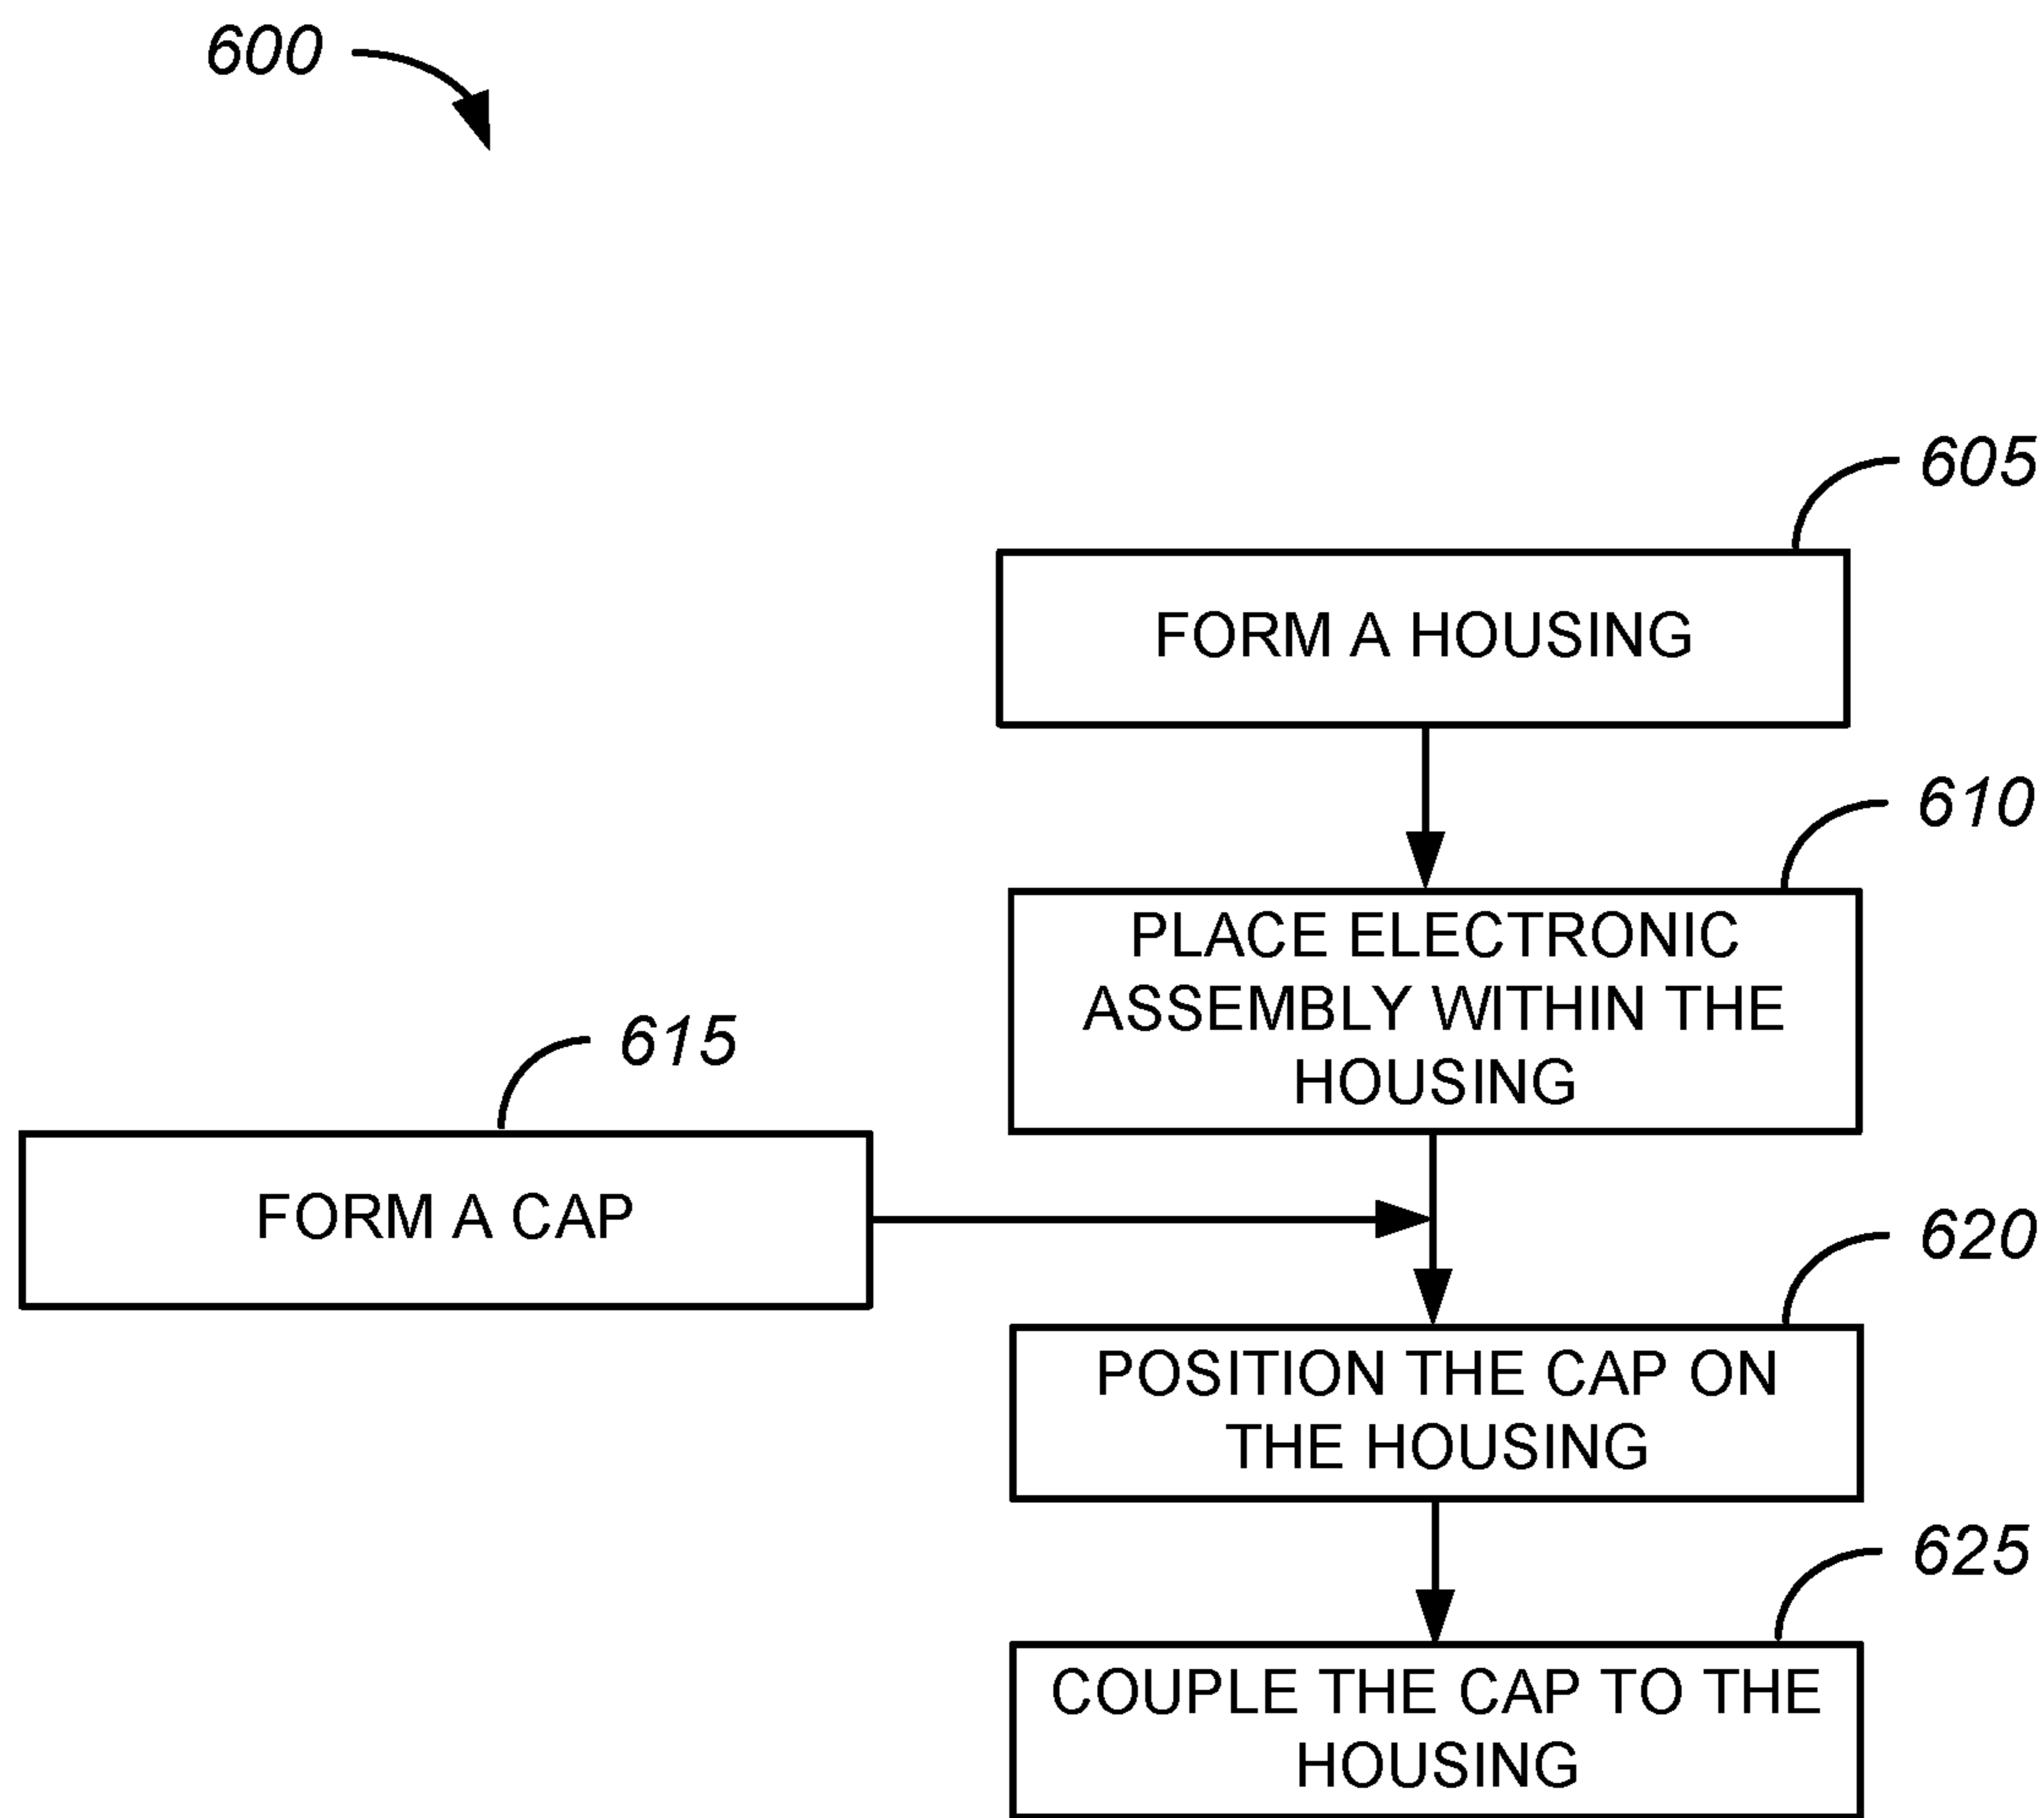 600
605
FORM A HOUSING
610
PLACE ELECTRONIC
ASSEMBLY WITHIN THE
HOUSING
615
FORM A CAP
620
POSITION THE CAP ON
THE HOUSING
625
COUPLE THE CAP TO THE
HOUSING